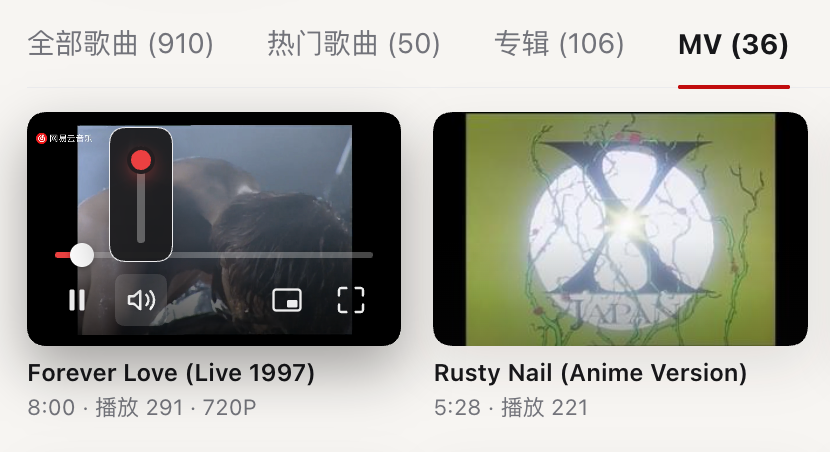 全部歌曲 (910) 热门歌曲 (50) 专辑 (106) MV (36)
网易云音乐
X
JAPAN
Forever Love (Live 1997)
8:00 · 播放 291 · 720P
Rusty Nail (Anime Version)
5:28 · 播放 221